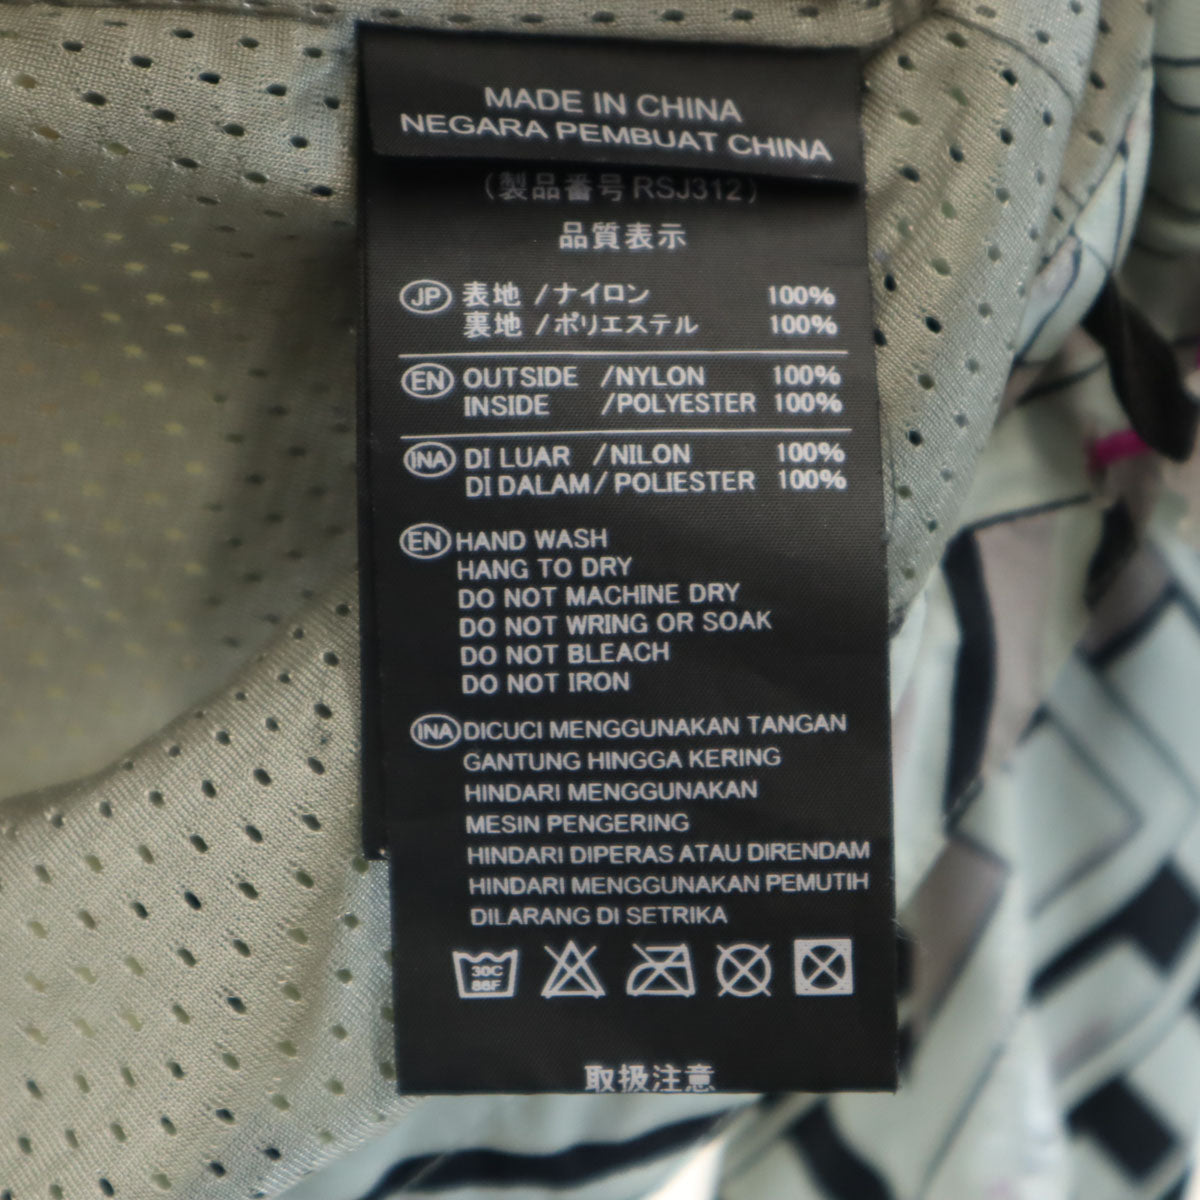 MADE IN CHINA
NEGARA PEMBUAT CHINA
(製品番号RSJ312)
品質表示
JP 表地 /ナイロン 100%
裏地 /ポリエステル 100%
EN OUTSIDE /NYLON 100%
INSIDE /POLYESTER 100%
INA DI LUAR /NILON 100%
DI DALAM/POLIESTER 100%
EN HAND WASH
HANG TO DRY
DO NOT MACHINE DRY
DO NOT WRING OR SOAK
DO NOT BLEACH
DO NOT IRON
INA DICUCI MENGGUNAKAN TANGAN
GANTUNG HINGGA KERING
HINDARI MENGGUNAKAN
MESIN PENGERING
HINDARI DIPERAS ATAU DIRENDAM
HINDARI MENGGUNAKAN PEMUTIH
DILARANG DI SETRIKA
30C
86F
取扱注意